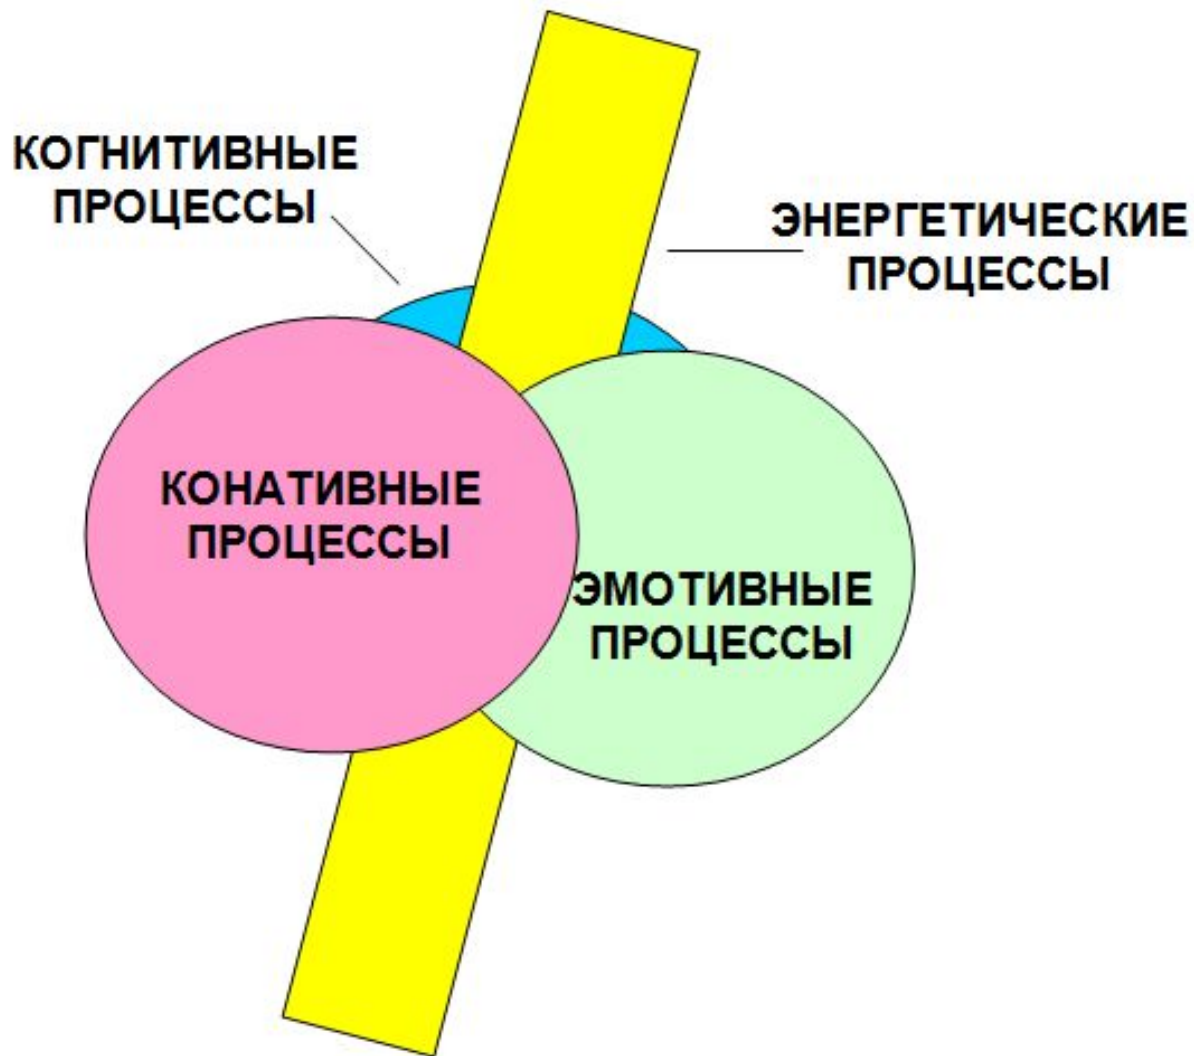 КОГНИТИВНЫЕ
ПРОЦЕССЫ
ЭНЕРГЕТИЧЕСКИЕ
ПРОЦЕССЫ
КОНАТИВНЫЕ
ПРОЦЕССЫ
ЭМОТИВНЫЕ
ПРОЦЕССЫ